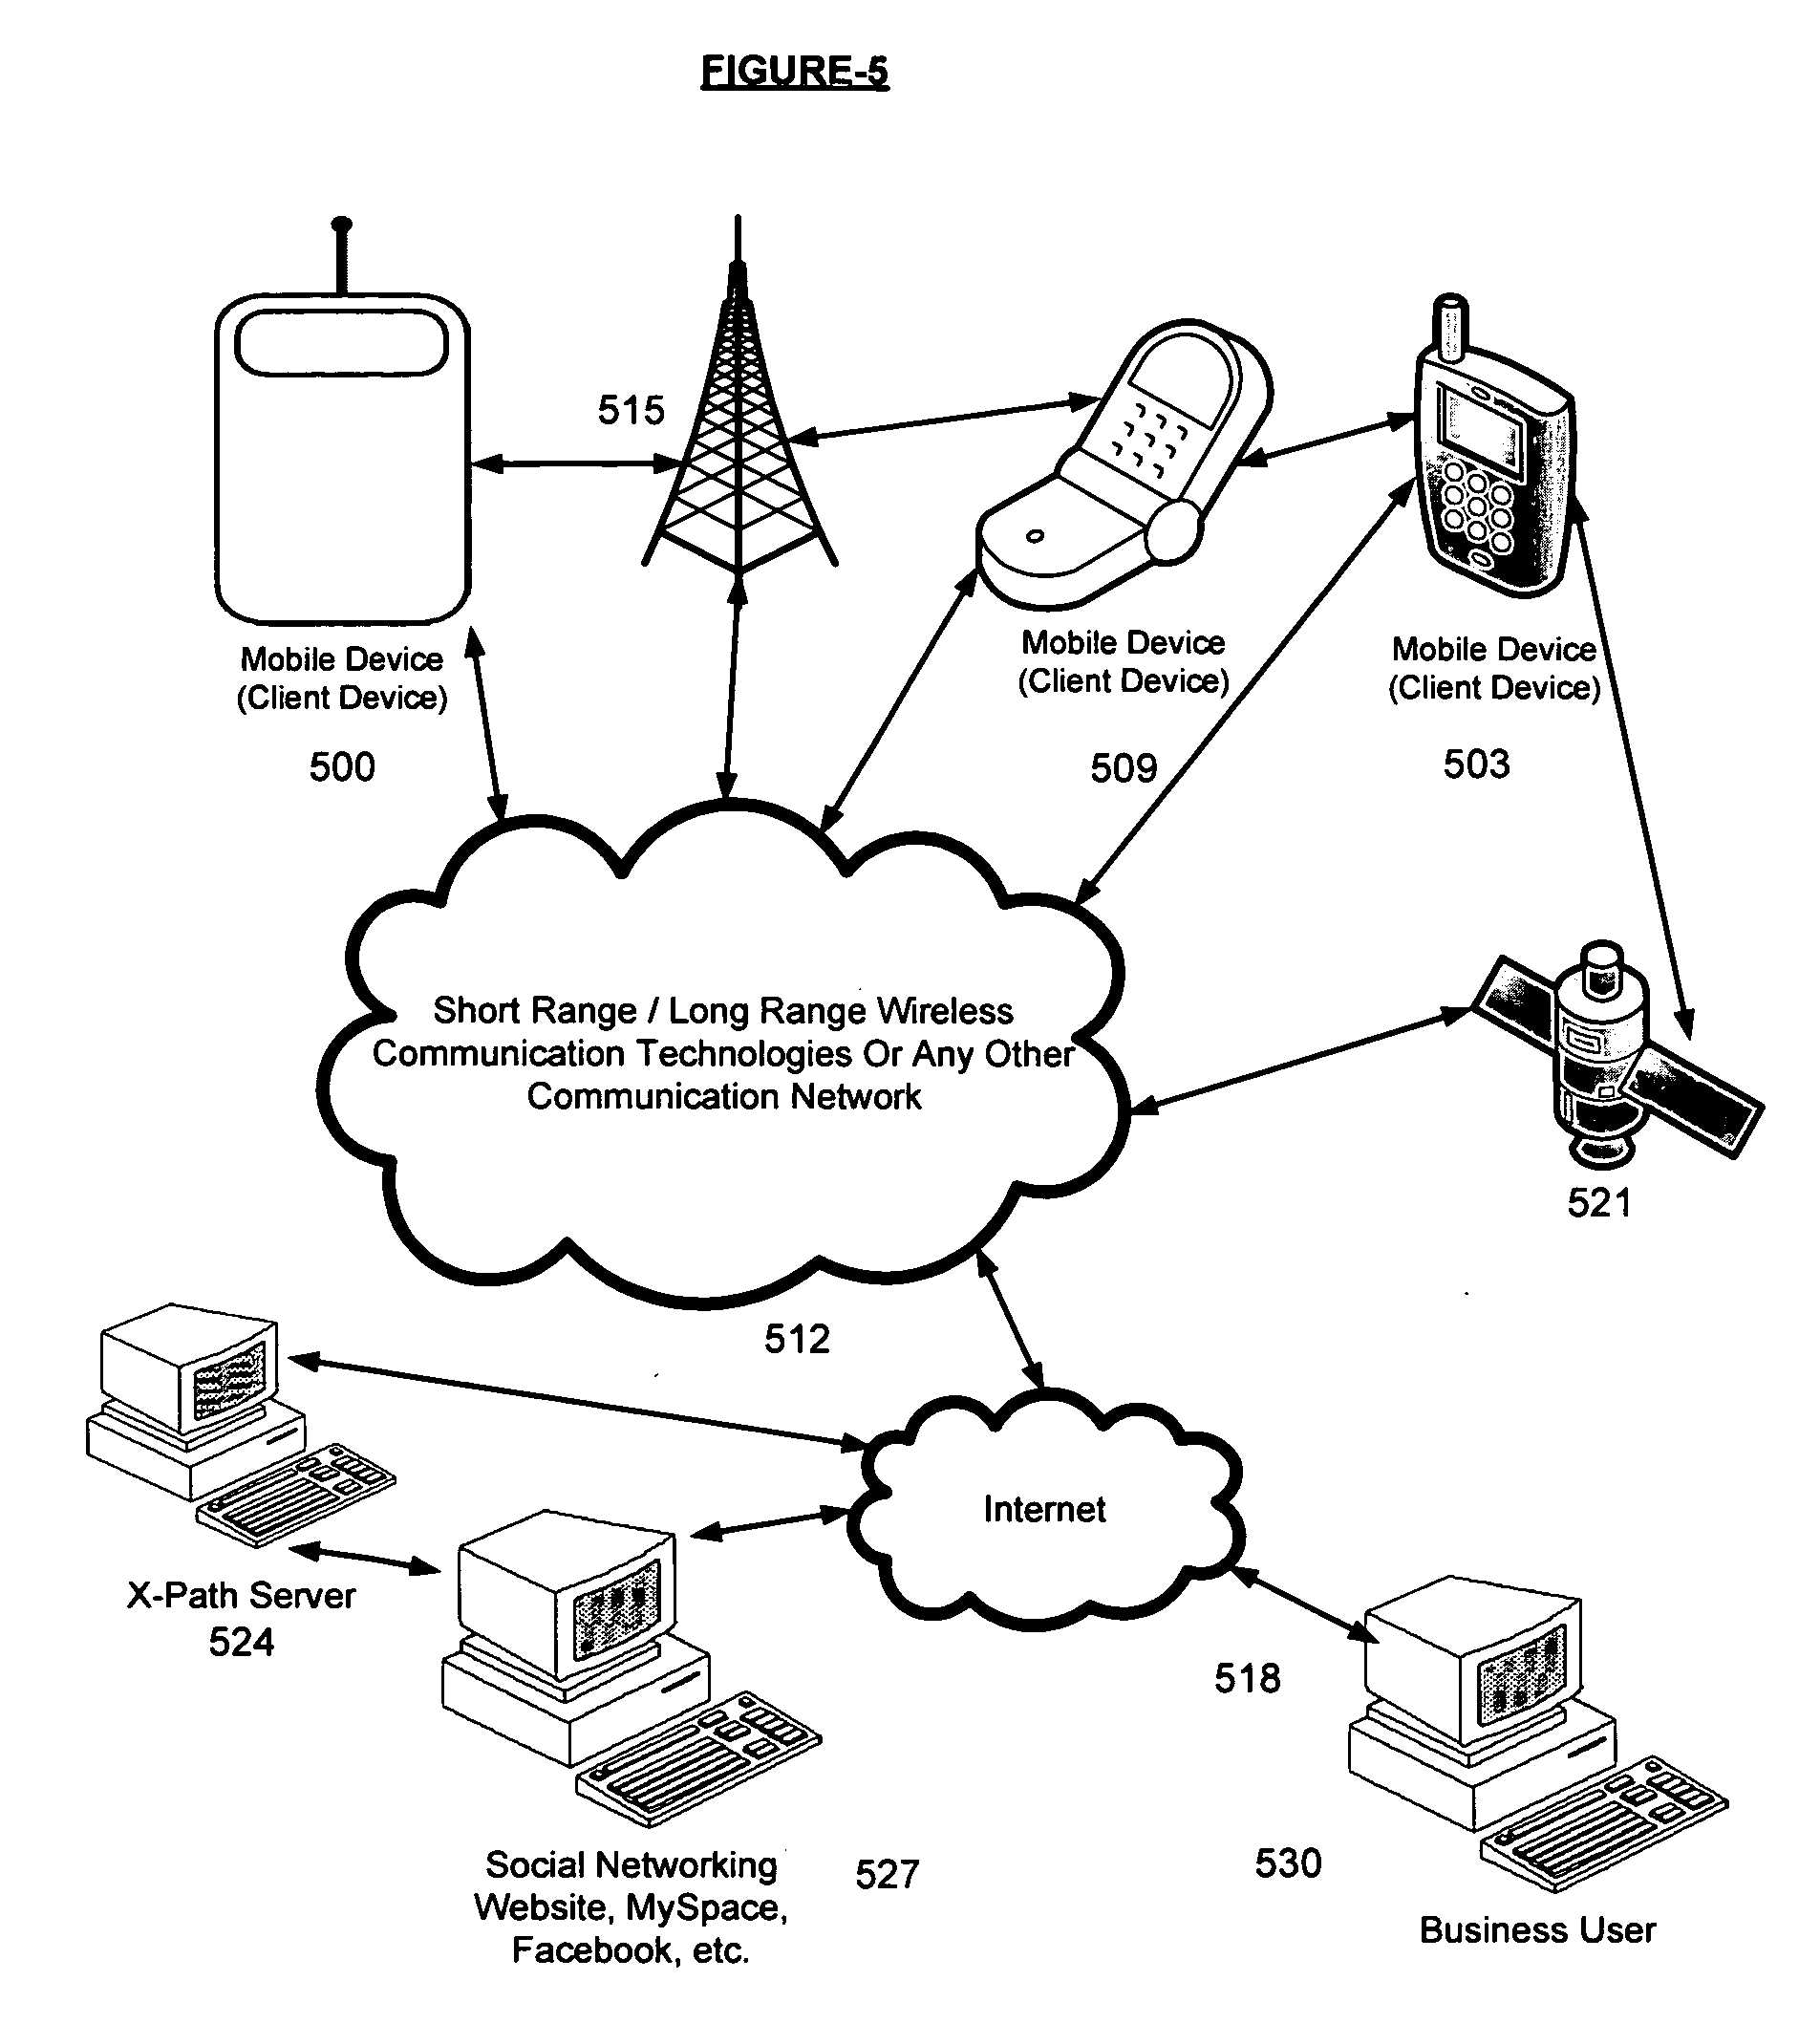 FIGURE-5
515
Mobile Device
(Client Device)
500
Mobile Device
(Client Device)
509
Mobile Device
(Client Device)
503
Short Range / Long Range Wireless
Communication Technologies Or Any Other
Communication Network
512
521
Internet
518
X-Path Server
524
Social Networking
Website, MySpace,
Facebook, etc.
527
530
Business User